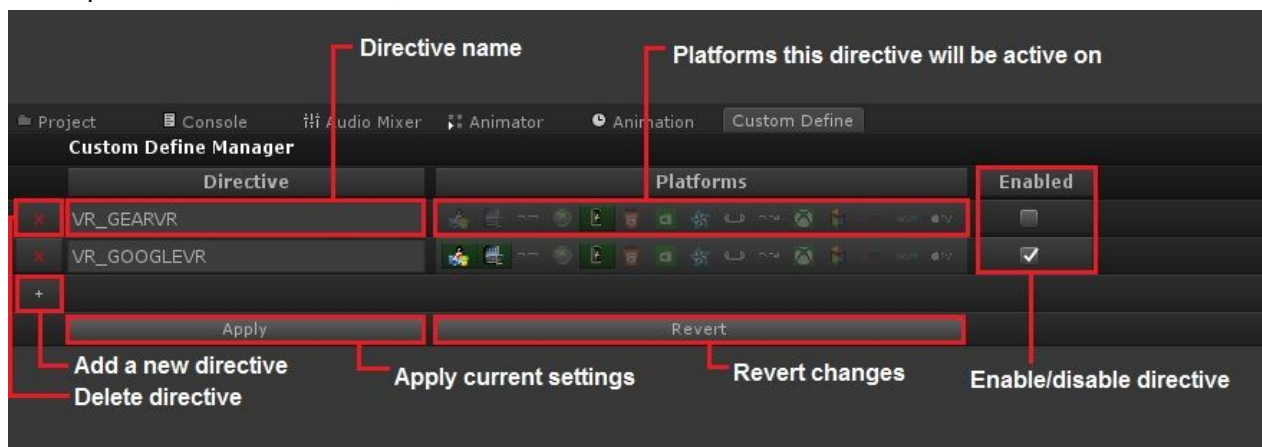 Directive name
Platforms this directive will be active on
Project Console Audio Mixer Animator Animation Custom Define
Custom Define Manager
Directive Platforms Enabled
x VR_GEARVR
x VR_GOOGLEVR
+
Apply Revert
Add a new directive
Delete directive
Apply current settings
Revert changes
Enable/disable directive